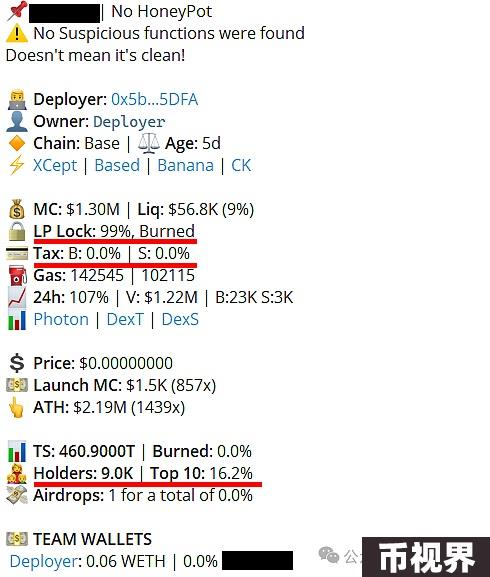 | No HoneyPot
⚠️ No Suspicious functions were found
Doesn't mean it's clean!
Deployer: 0x5b...5DFA
Owner: Deployer
Chain: Base | Age: 5d
XCept | Based | Banana | CK
MC: $1.30M | Liq: $56.8K (9%)
LP Lock: 99%, Burned
Tax: B: 0.0% | S: 0.0%
Gas: 142545 | 102115
24h: 107% | V: $1.22M | B:23K S:3K
Photon | DexT | DexS
Price: $0.00000000
Launch MC: $1.5K (857x)
ATH: $2.19M (1439x)
TS: 460.9000T | Burned: 0.0%
Holders: 9.0K | Top 10: 16.2%
Airdrops: 1 for a total of 0.0%
TEAM WALLETS
Deployer: 0.06 WETH | 0.0%
币视界